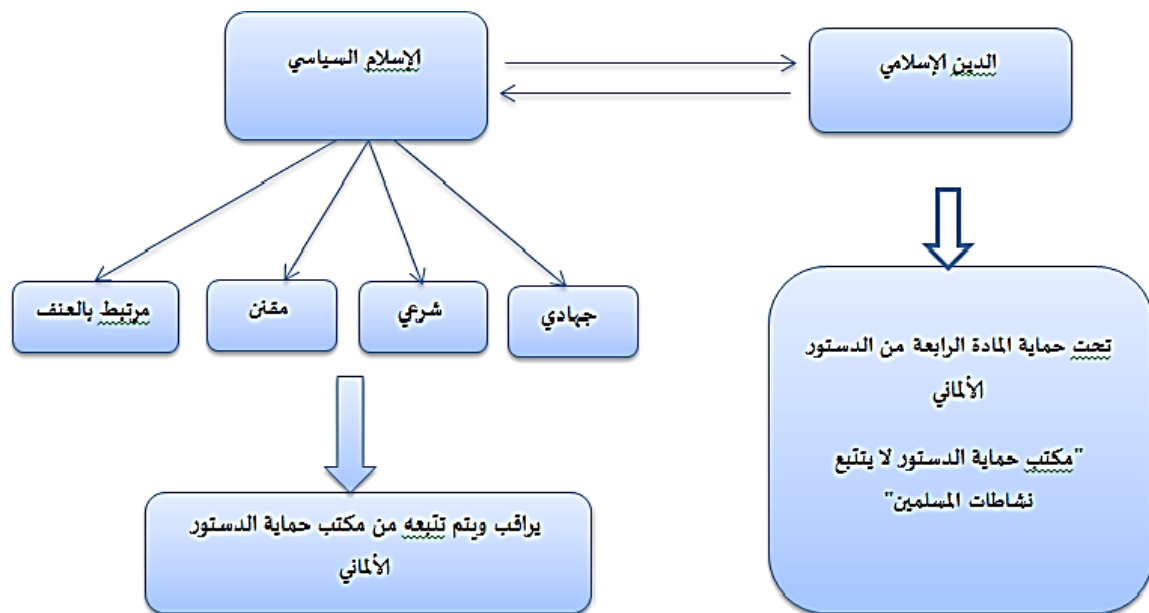 الدين الإسلامي
الإسلام السياسي
جهادي
شرعي
مقنن
مرتبط بالعنف
تحت حماية المادة الرابعة من الدستور
الألماني
"مكتب حماية الدستور لا يتتبع
نشاطات المسلمين"
يراقب ويتم تتبعه من مكتب حماية الدستور
الألماني